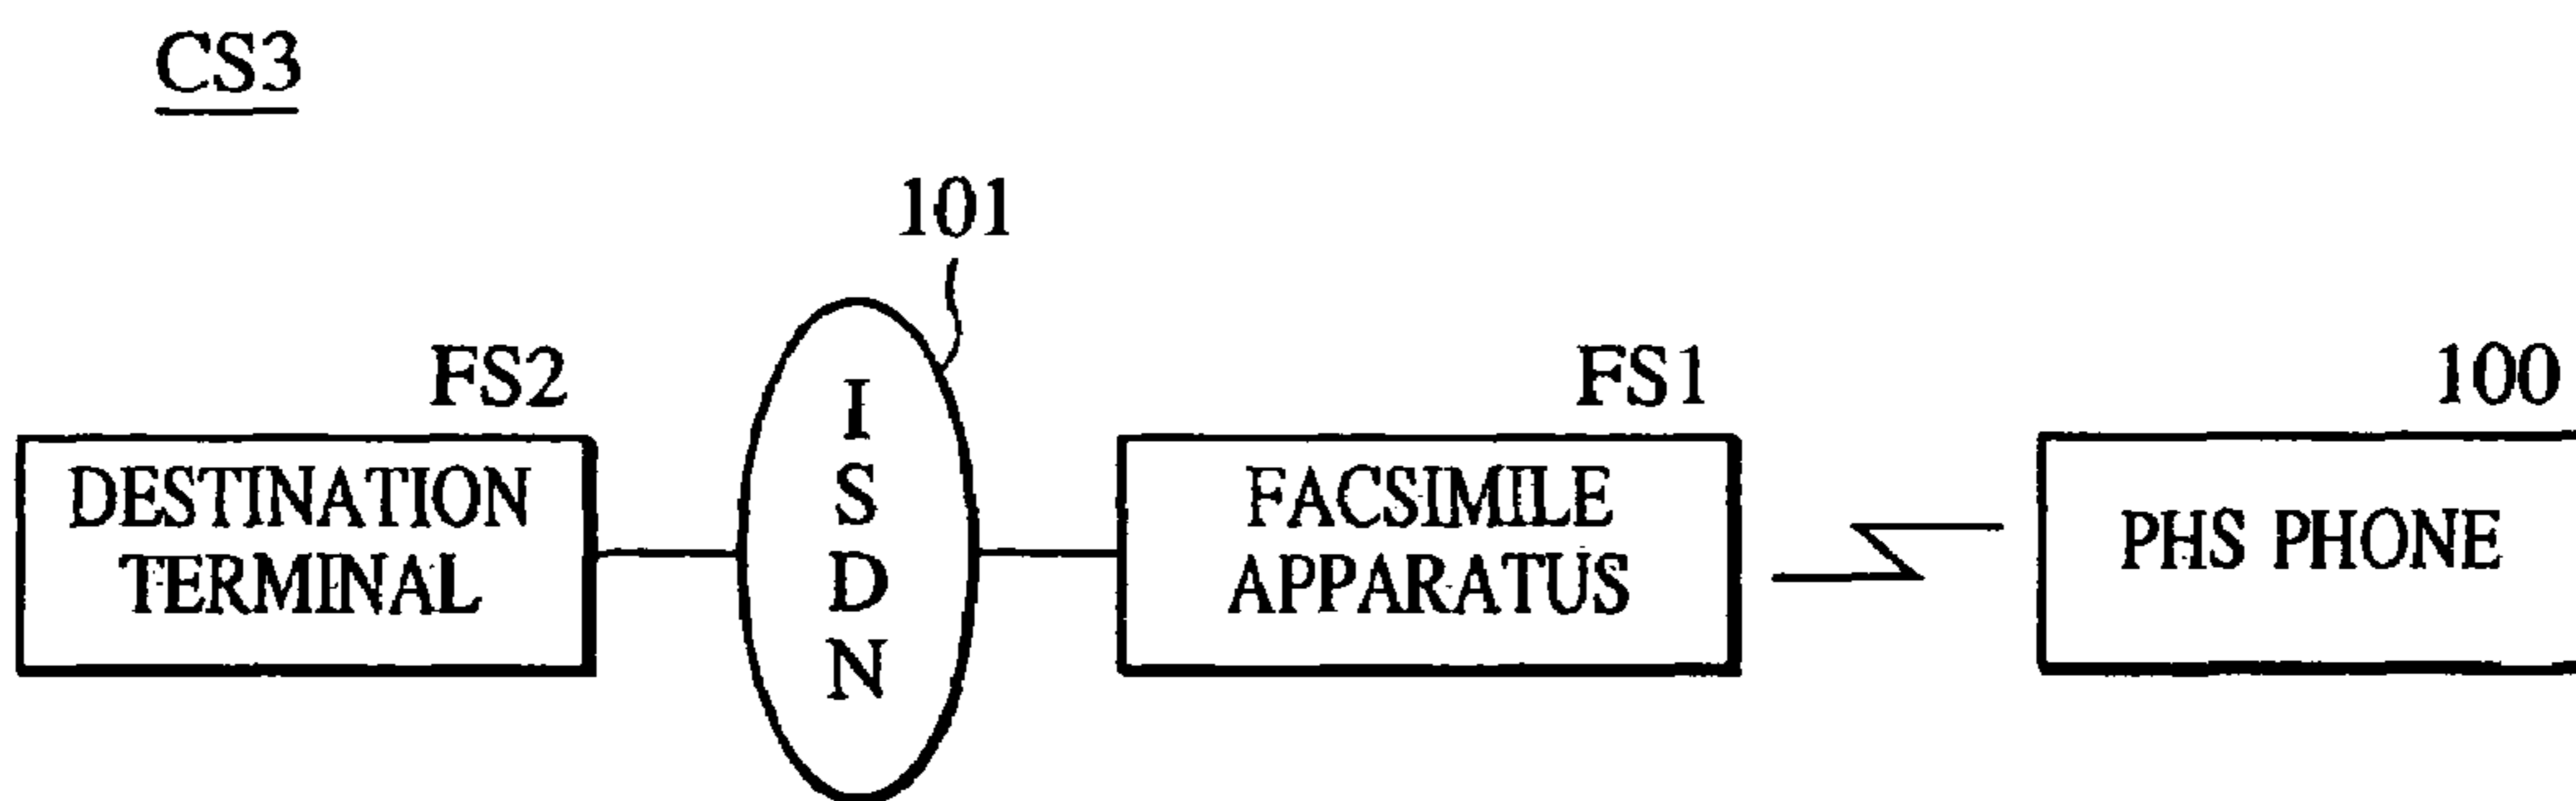 CS3
101
FS2
FS1
100
I
S
D
N
DESTINATION
TERMINAL
FACSIMILE
APPARATUS
PHS PHONE